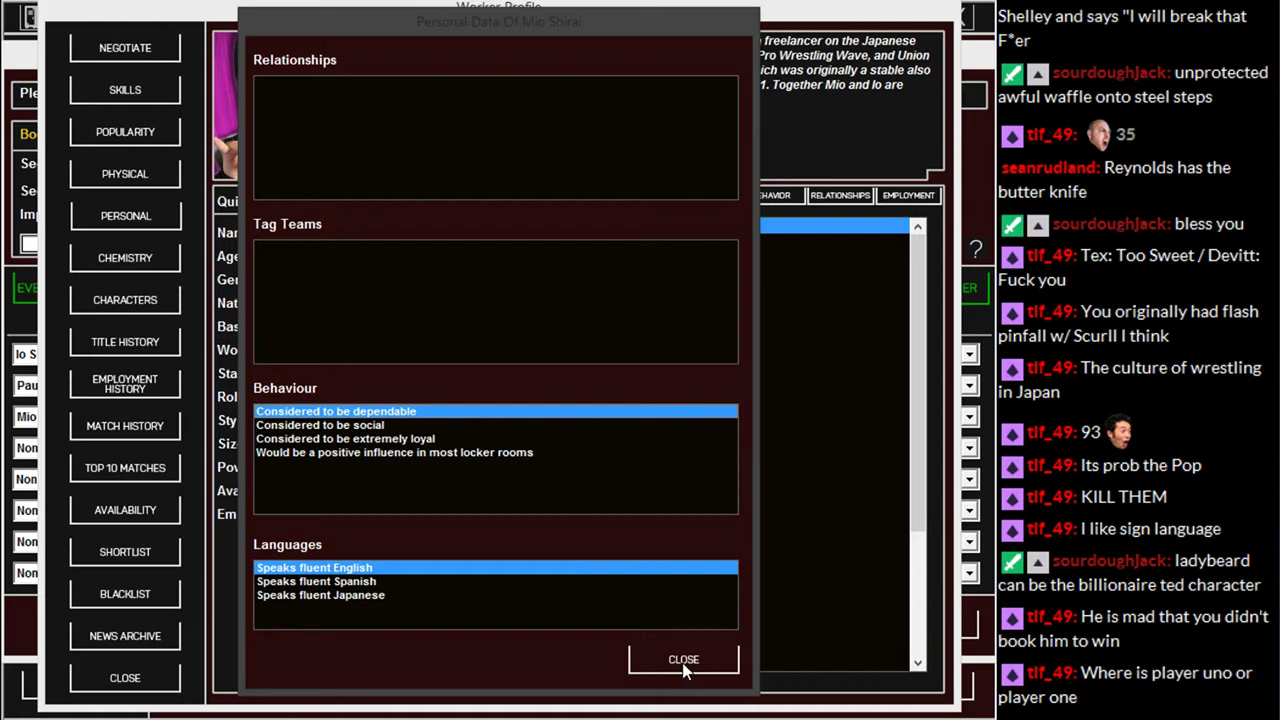 Worker Profile
Personal Data Of Mio Shirai
NEGOTIATE
SKILLS
POPULARITY
PHYSICAL
PERSONAL
CHEMISTRY
CHARACTERS
TITLE HISTORY
EMPLOYMENT
HISTORY
MATCH HISTORY
TOP 10 MATCHES
AVAILABILITY
SHORTLIST
BLACKLIST
NEWS ARCHIVE
CLOSE
Relationships
Tag Teams
Behaviour
Considered to be dependable
Considered to be social
Considered to be extremely loyal
Would be a positive influence in most locker rooms
Languages
Speaks fluent English
Speaks fluent Spanish
Speaks fluent Japanese
CLOSE
freelancer on the Japanese
Pro Wrestling Wave, and Union
which was originally a stable also
1. Together Mio and Io are
RELATIONSHIPS
EMPLOYMENT
?
Shelley and says "I will break that
F*er
sourdoughjack: unprotected
awful waffle onto steel steps
tlf_49: 35
seanrudland: Reynolds has the
butter knife
sourdoughjack: bless you
tlf_49: Tex: Too Sweet / Devitt:
Fuck you
tlf_49: You originally had flash
pinfall w/ Scurll I think
tlf_49: The culture of wrestling
in Japan
tlf_49: 93
tlf_49: Its prob the Pop
tlf_49: KILL THEM
tlf_49: I like sign language
sourdoughjack: ladybeard
can be the billionaire ted character
tlf_49: He is mad that you didn't
book him to win
tlf_49: Where is player uno or
player one